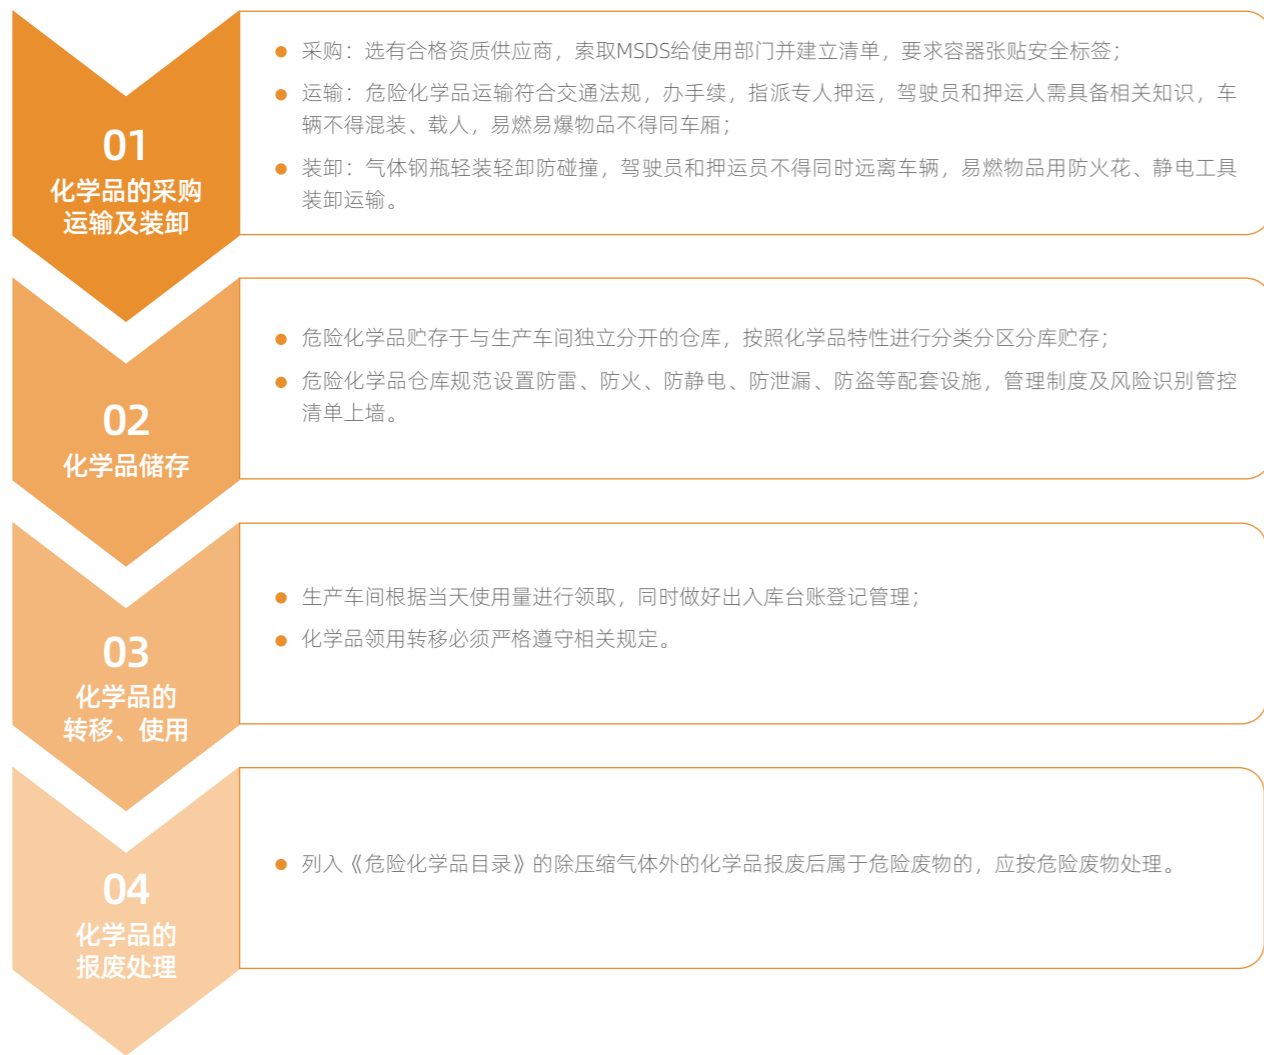 01
化学品的采购
运输及装卸
采购：选有合格资质供应商，索取MSDS给使用部门并建立清单，要求容器张贴安全标签；
运输：危险化学品运输符合交通法规，办手续，指派专人押运，驾驶员和押运人需具备相关知识，车
辆不得混装、载人，易燃易爆物品不得同车厢；
装卸：气体钢瓶轻装轻卸防碰撞，驾驶员和押运员不得同时远离车辆，易燃物品用防火花、静电工具
装卸运输。
02
化学品储存
危险化学品贮存于与生产车间独立分开的仓库，按照化学品特性进行分类分区分库贮存；
危险化学品仓库规范设置防雷、防火、防静电、防泄漏、防盗等配套设施，管理制度及风险识别管控
清单上墙。
03
化学品的
转移、使用
生产车间根据当天使用量进行领取，同时做好出入库台账登记管理；
化学品领用转移必须严格遵守相关规定。
04
化学品的
报废处理
列入《危险化学品目录》的除压缩气体外的化学品报废后属于危险废物的，应按危险废物处理。